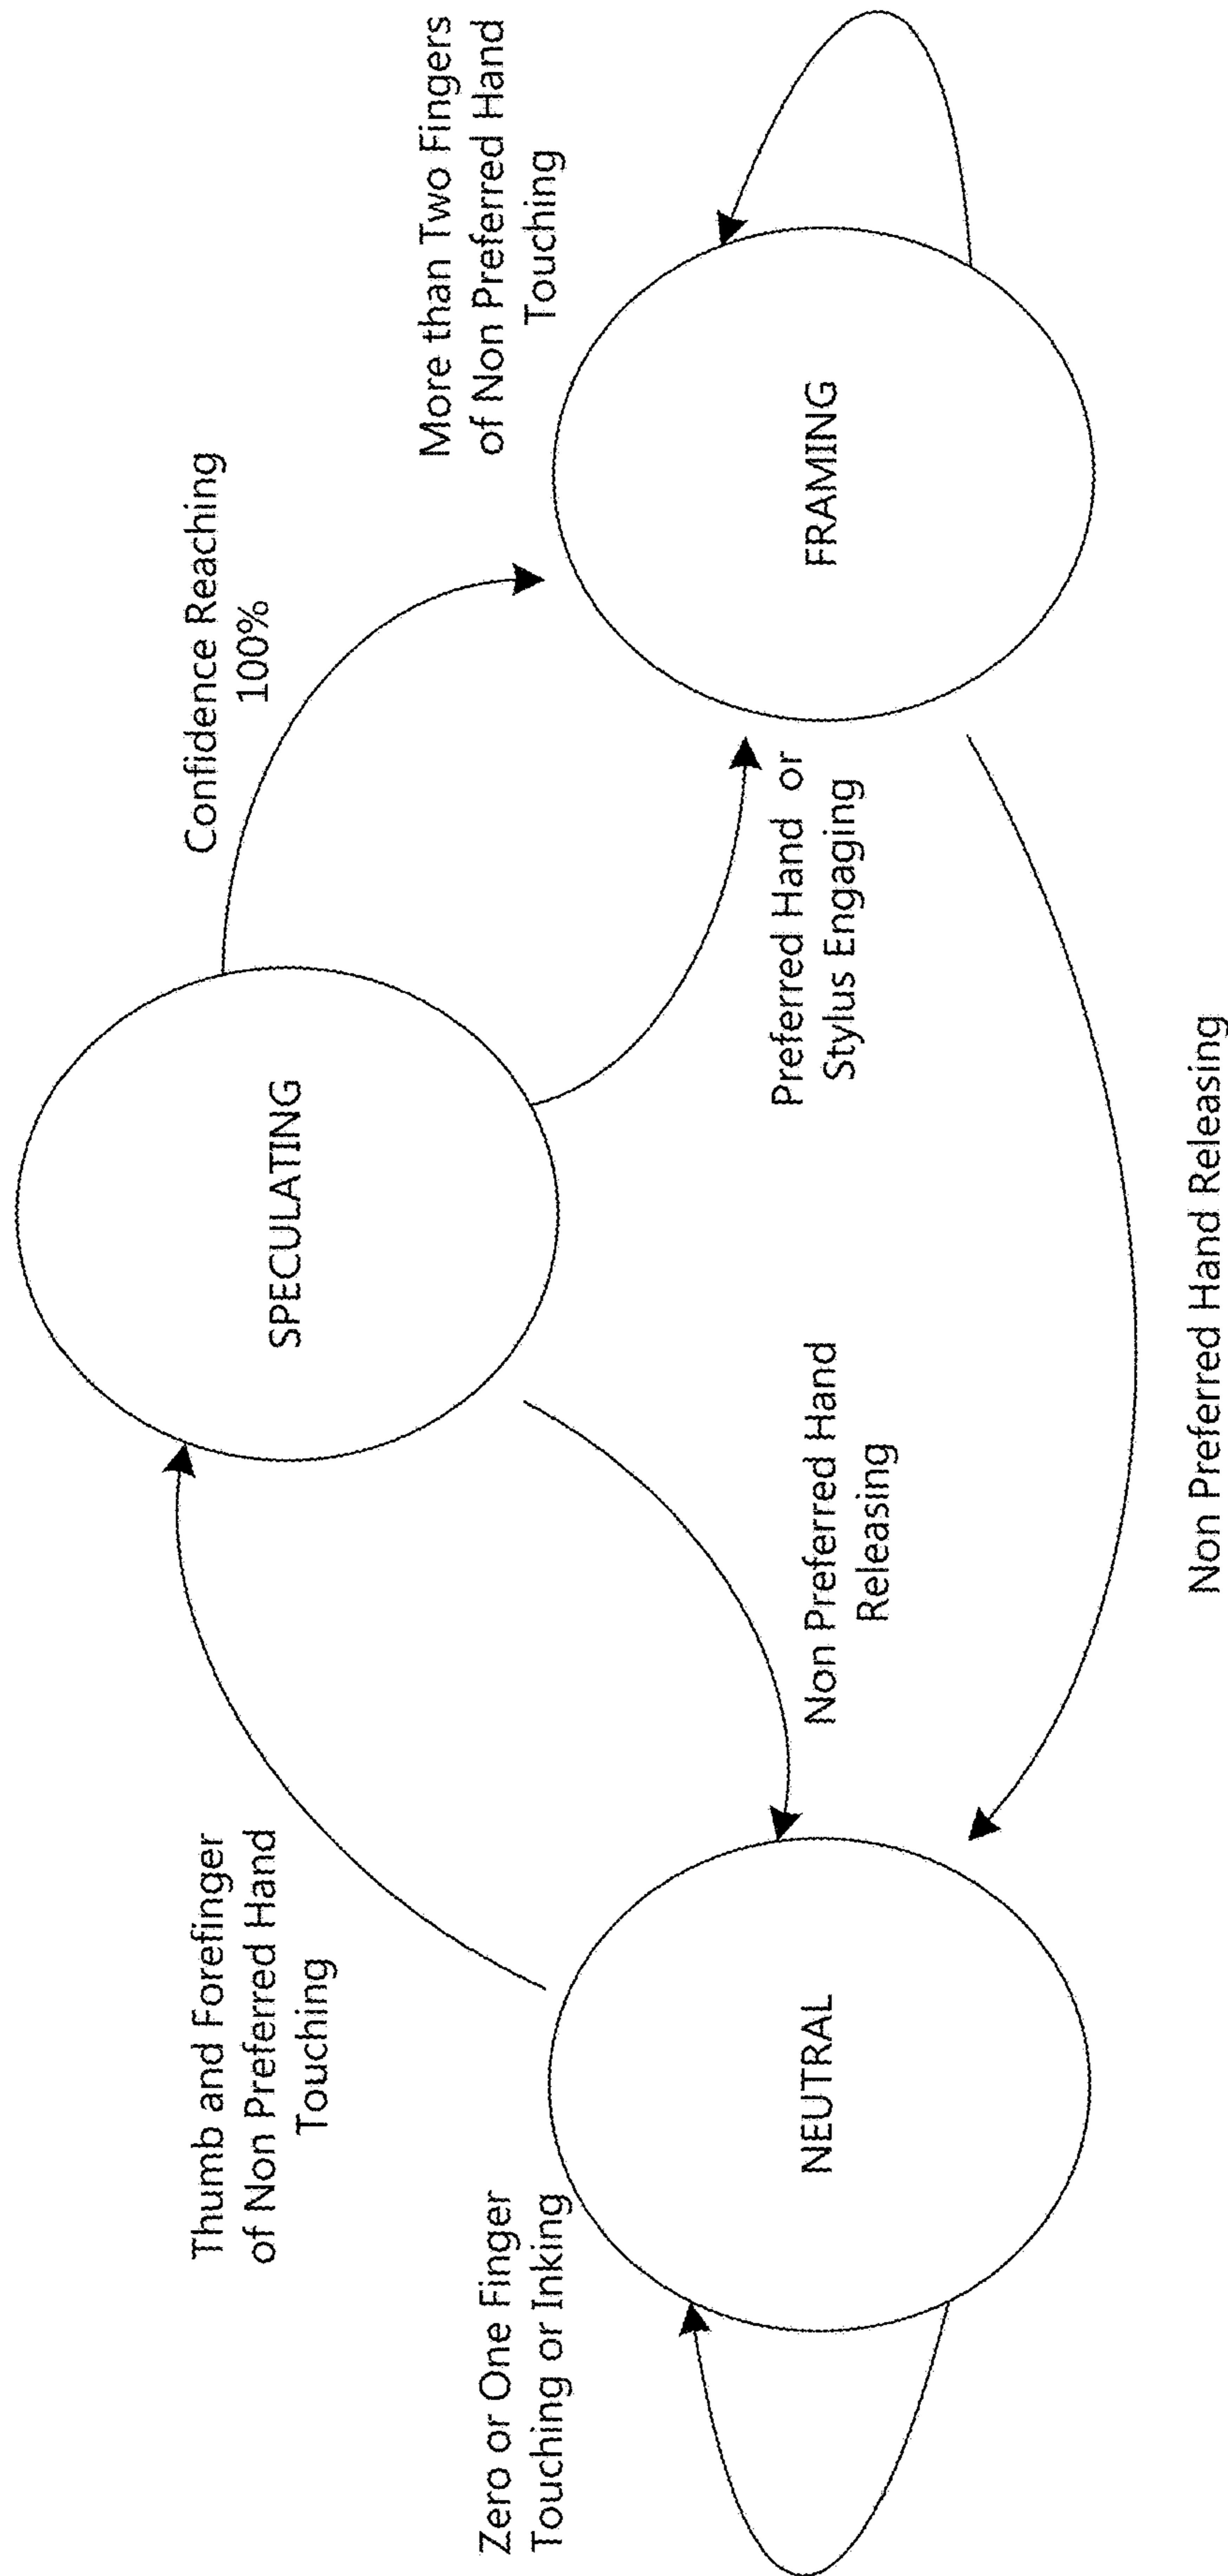 Thumb and Forefinger
of Non Preferred Hand
Touching
Confidence Reaching
100%
SPECULATING
Zero or One Finger
Touching or Inking
More than Two Fingers
of Non Preferred Hand
Touching
NEUTRAL
Non Preferred Hand
Releasing
Preferred Hand or
Stylus Engaging
FRAMING
Non Preferred Hand Releasing